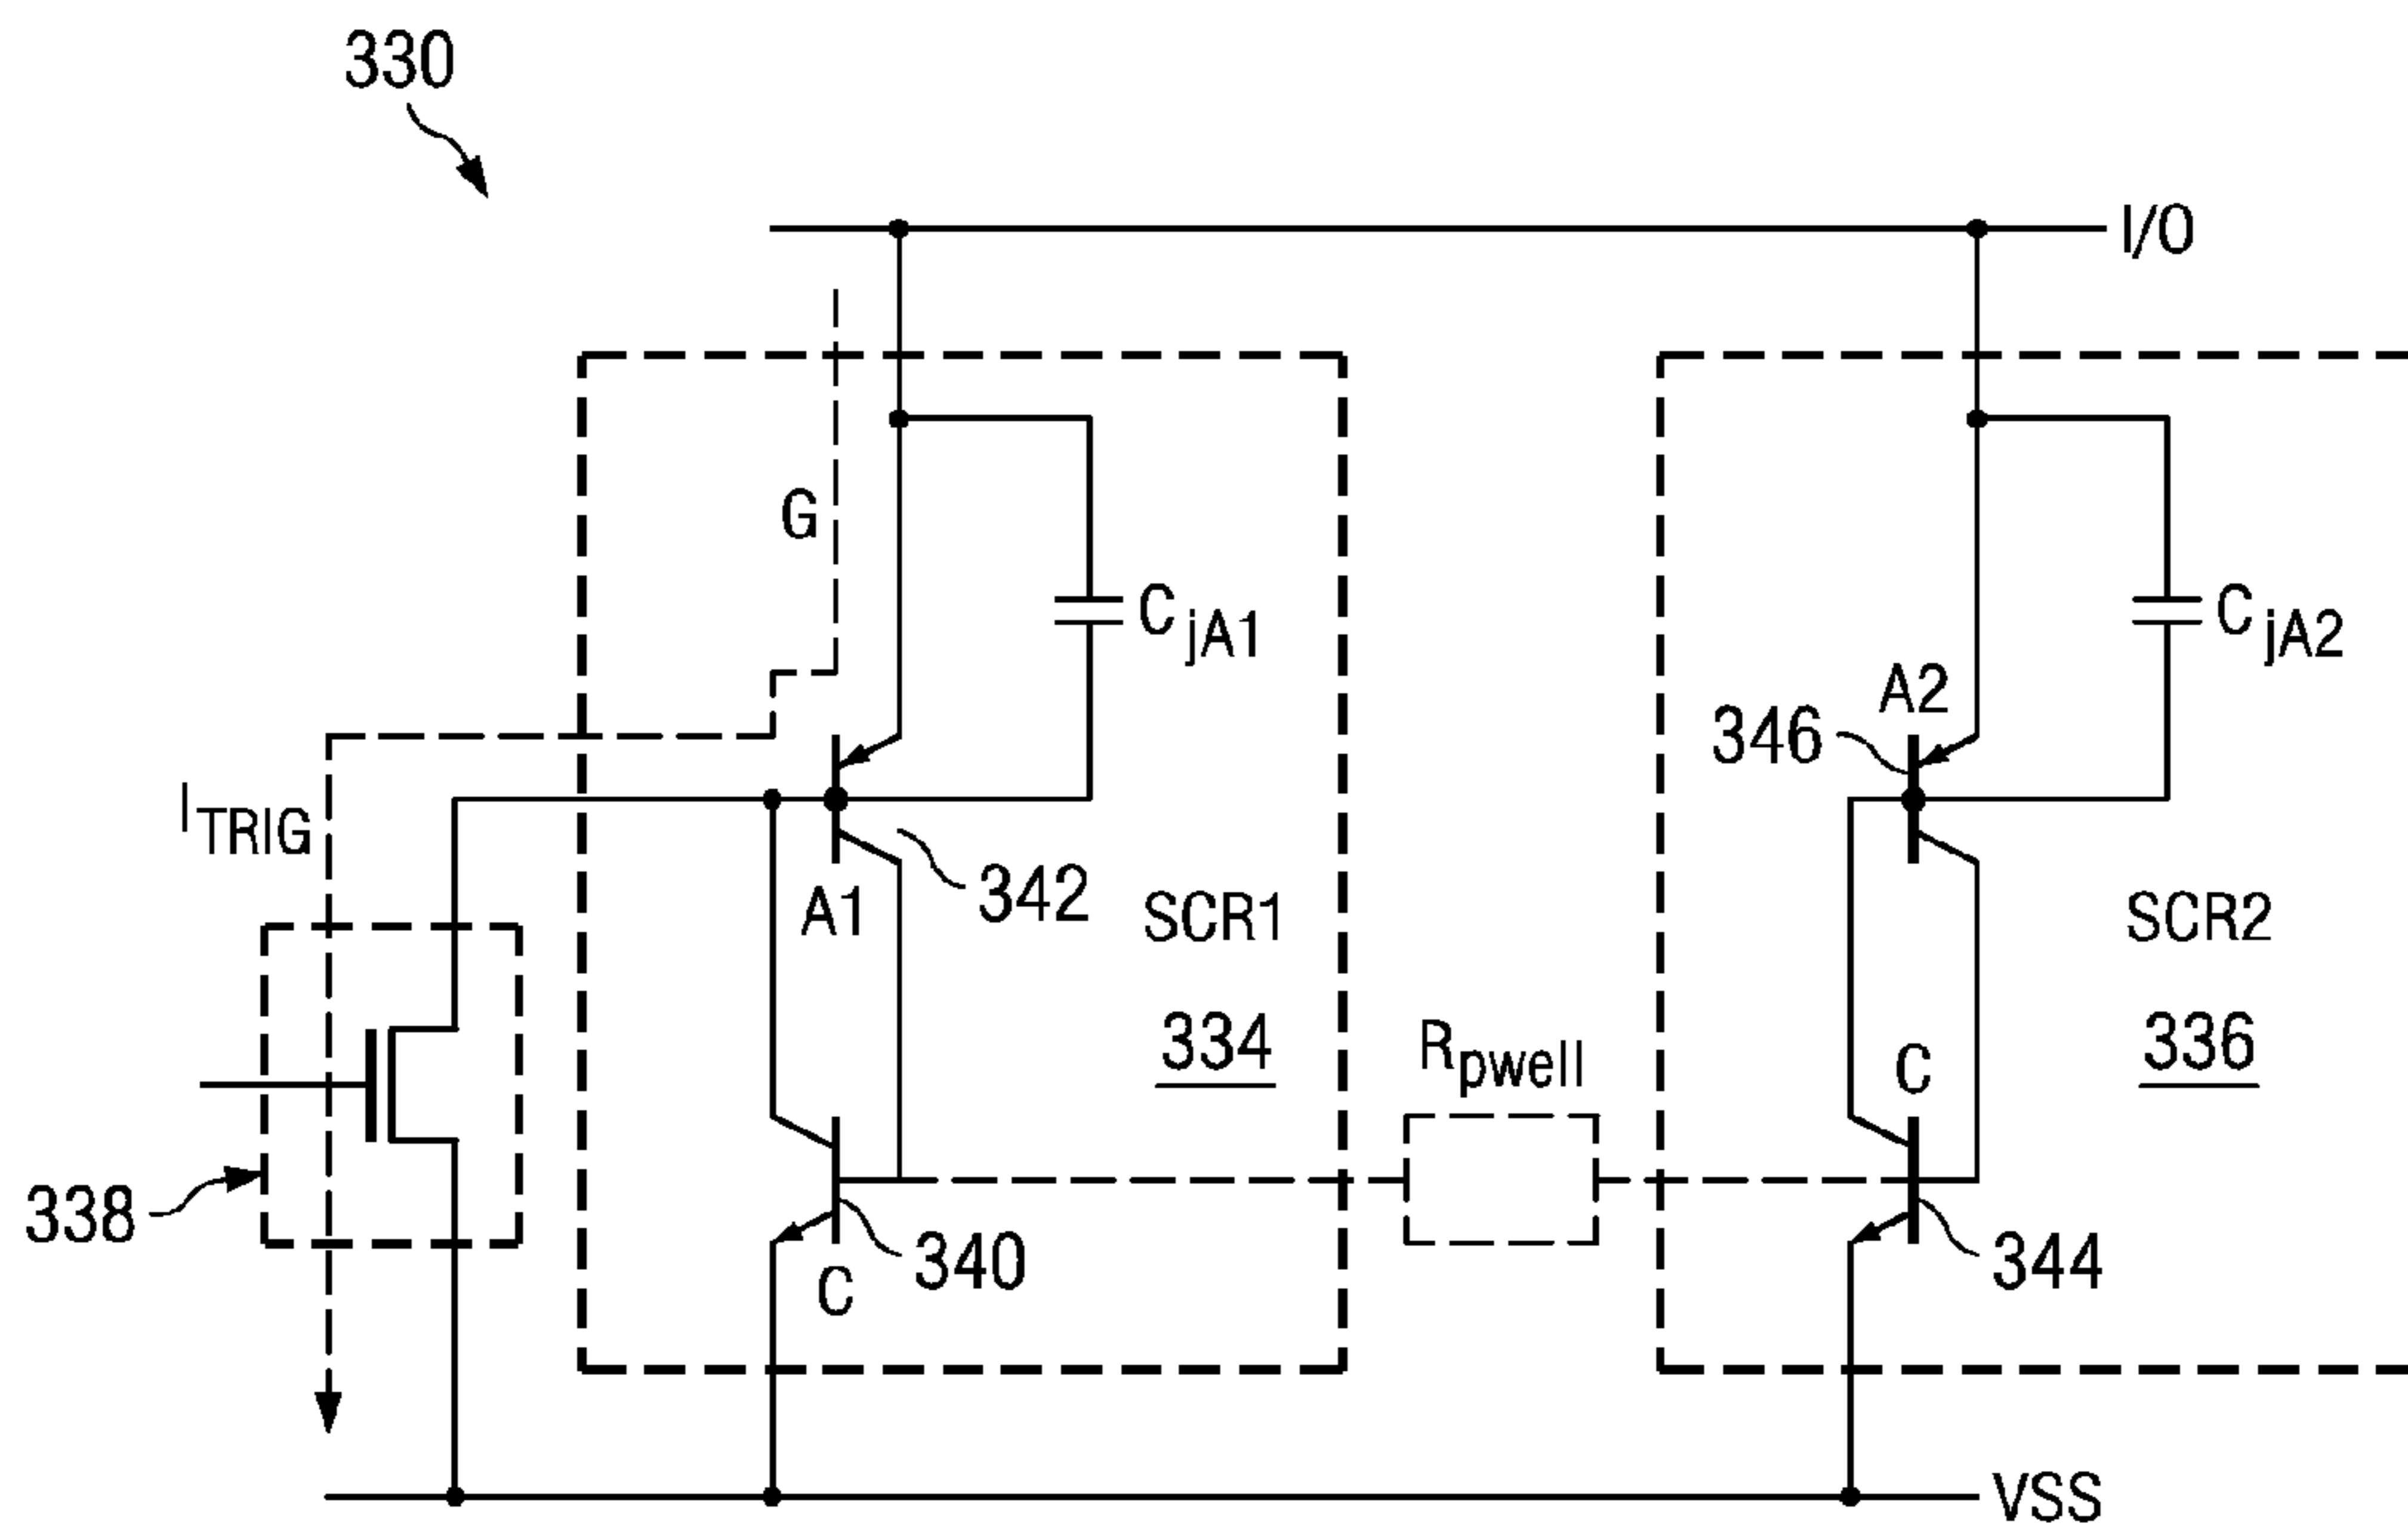 330
I/O
G
CjA1
CjA2
A2
346
ITRIG
342
A1
SCR1
SCR2
334
Rpwell
336
C
338
340
344
C
VSS